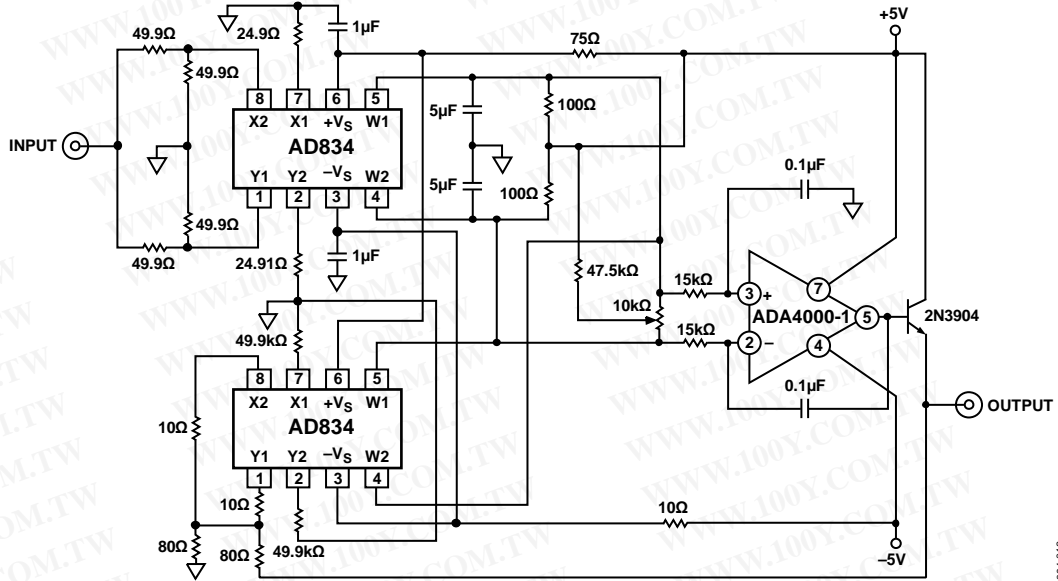 49.9Ω
24.9Ω
1µF
75Ω
+5V
49.9Ω
8 7 6 5
X2 X1 +VS W1
5µF
100Ω
INPUT
AD834
0.1µF
Y1 Y2 –VS W2
5µF
100Ω
1 2 3 4
49.9Ω
49.9Ω
24.91Ω
1µF
47.5kΩ
15kΩ
10kΩ
3 +
7
ADA4000-1
5
2N3904
49.9kΩ
15kΩ
2 –
4
8 7 6 5
X2 X1 +VS W1
0.1µF
OUTPUT
10Ω
AD834
Y1 Y2 –VS W2
1 2 3 4
10Ω
10Ω
80Ω
80Ω
49.9kΩ
–5V
WWW.100Y.COM.TW